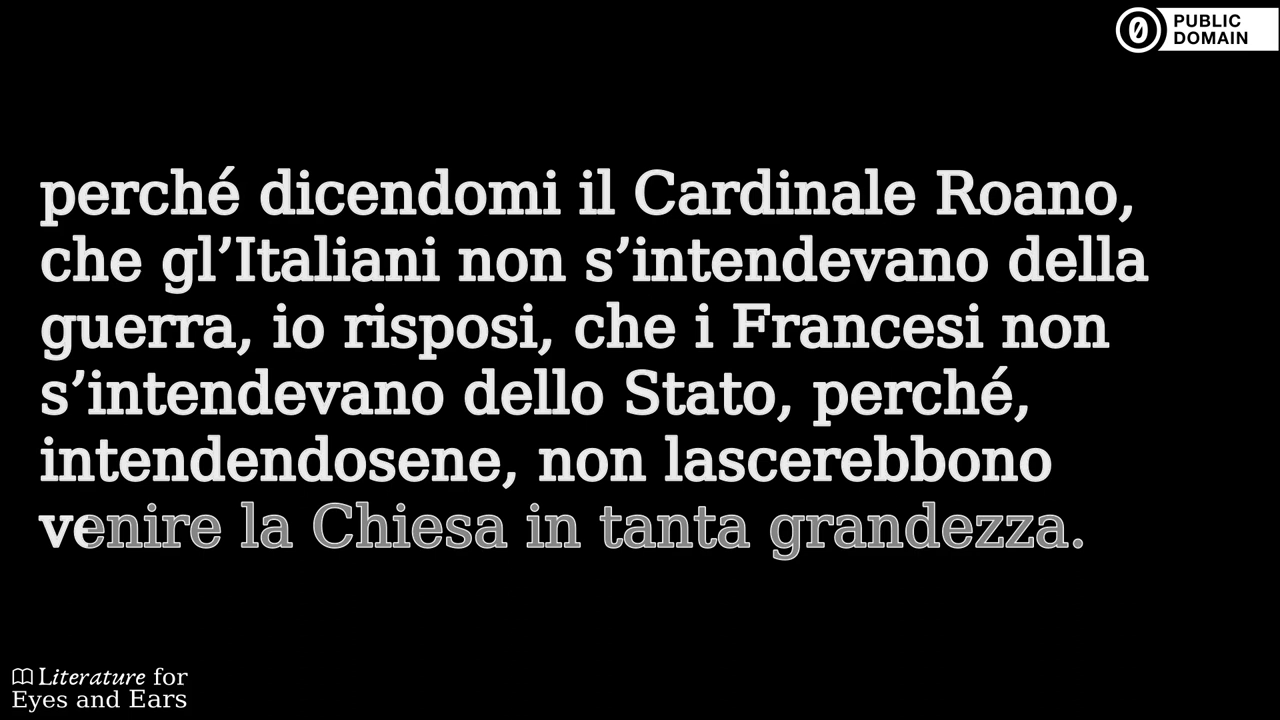 PUBLIC
DOMAIN
perché dicendomi il Cardinale Roano,
che gl’Italiani non s’intendevano della
guerra, io risposi, che i Francesi non
s’intendevano dello Stato, perché,
intendendosene, non lascerebbono
venire la Chiesa in tanta grandezza.
Literature for
Eyes and Ears